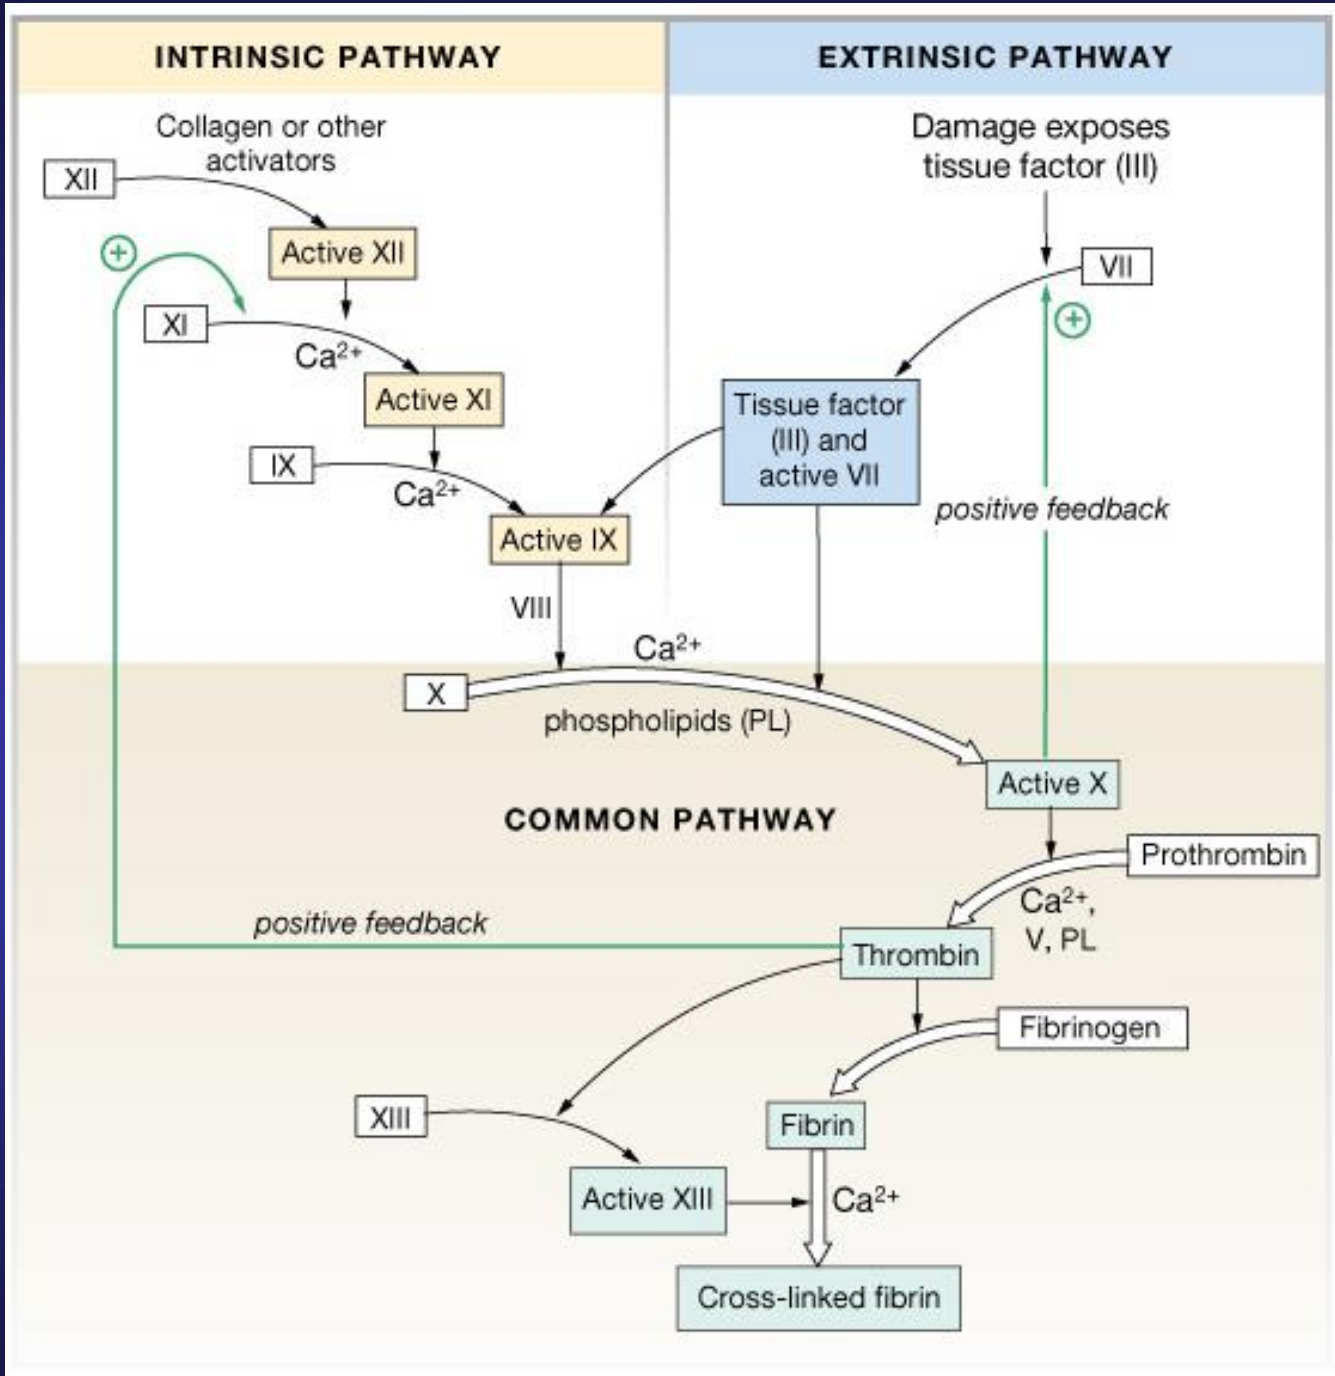 INTRINSIC PATHWAY
EXTRINSIC PATHWAY
Collagen or other
activators
XII
Active XII
+
XI
Ca²⁺
Active XI
IX
Ca²⁺
Active IX
VIII
Damage exposes
tissue factor (III)
VII
+
Tissue factor
(III) and
active VII
positive feedback
Ca²⁺
X
phospholipids (PL)
Active X
COMMON PATHWAY
Prothrombin
Ca²⁺,
V, PL
positive feedback
Thrombin
Fibrinogen
XIII
Fibrin
Active XIII
Ca²⁺
Cross-linked fibrin